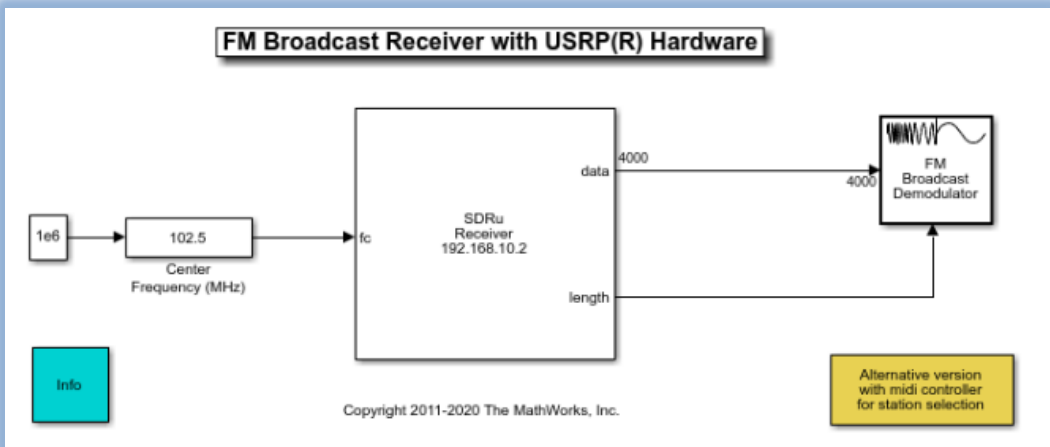 FM Broadcast Receiver with USRP(R) Hardware
1e6
102.5
Center
Frequency (MHz)
fc
SDRu
Receiver
192.168.10.2
data
length
4000
4000
FM
Broadcast
Demodulator
Info
Copyright 2011-2020 The MathWorks, Inc.
Alternative version
with midi controller
for station selection